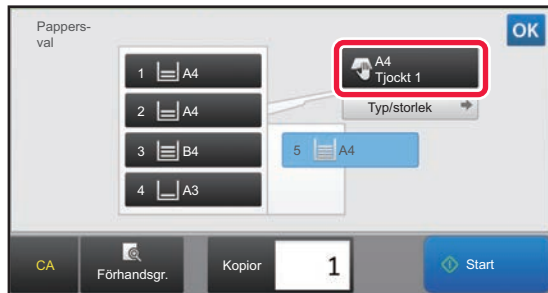 Pappers-
val
OK
1 A4
2 A4
3 B4
4 A3
5 A4
A4
Tjockt 1
Typ/storlek
CA
Förhandsgr.
Kopior
1
Start